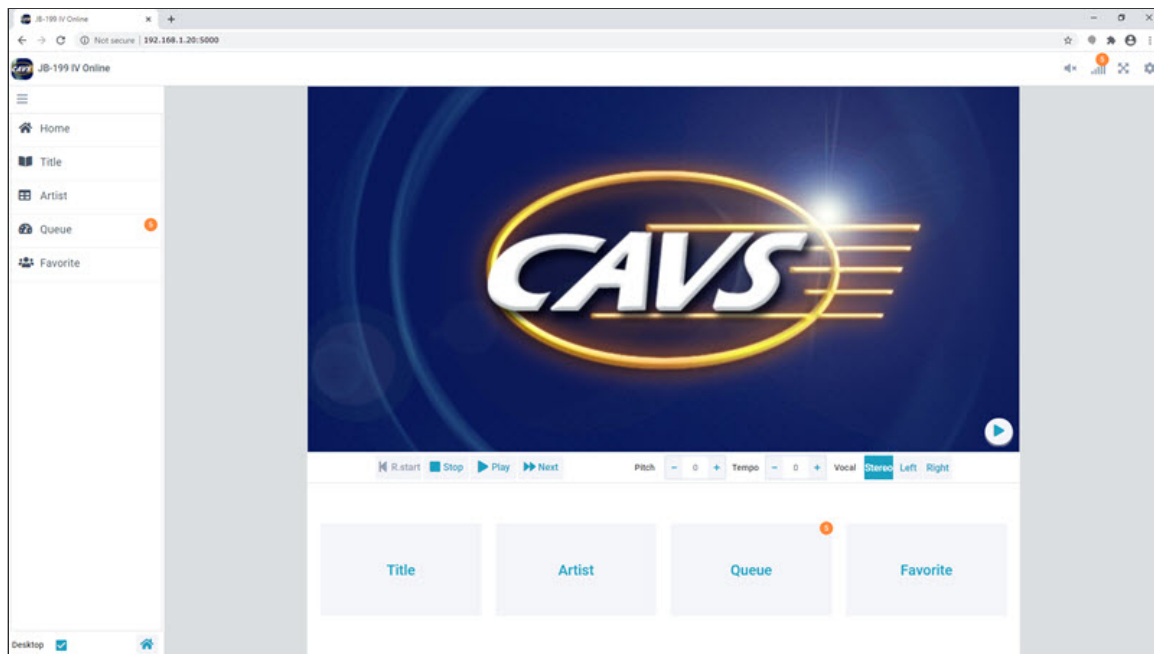 JB-199 IV Online
Not secure | 192.168.1.20:5000
CAVS JB-199 IV Online
5
Home
Title
Artist
Queue 5
Favorite
CAVS
R.start Stop Play Next Pitch - 0 + Tempo - 0 + Vocal Stereo Left Right
5
Title Artist Queue Favorite
Desktop